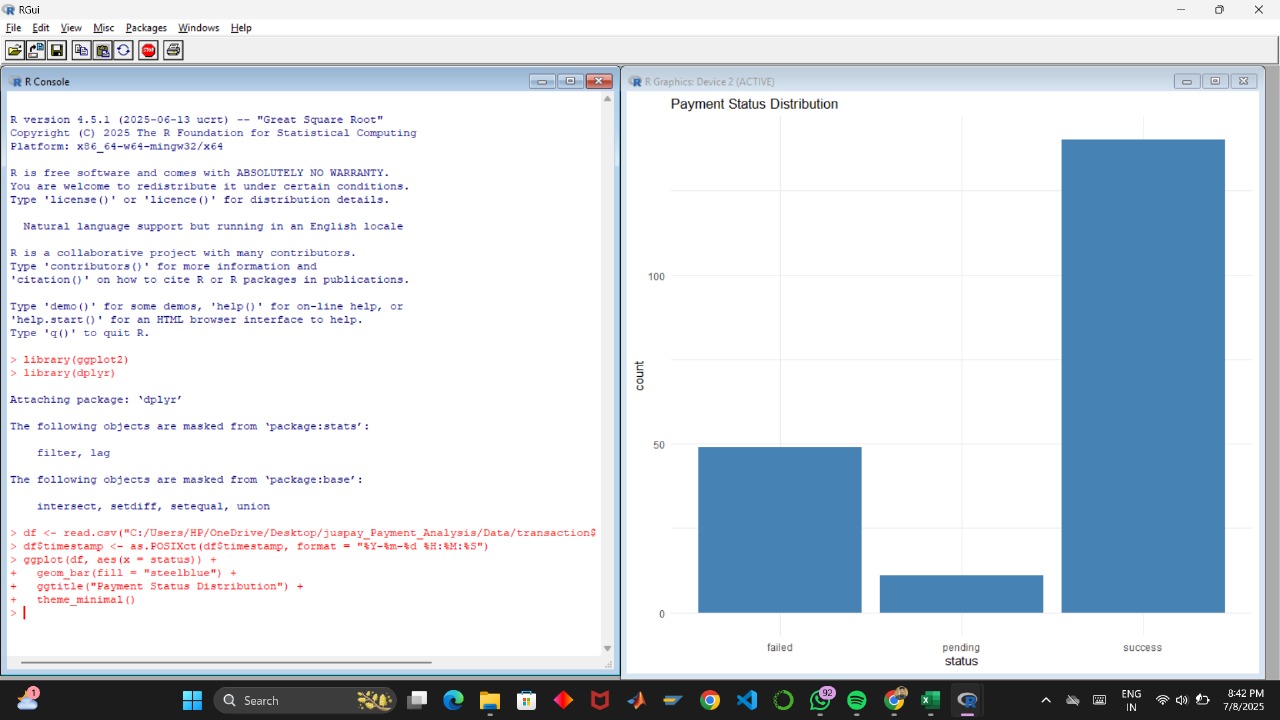 RGui
File Edit View Misc Packages Windows Help
R Console
R version 4.5.1 (2025-06-13 ucrt) -- "Great Square Root"
Copyright (C) 2025 The R Foundation for Statistical Computing
Platform: x86_64-w64-mingw32/x64
R is free software and comes with ABSOLUTELY NO WARRANTY.
You are welcome to redistribute it under certain conditions.
Type 'license()' or 'licence()' for distribution details.
Natural language support but running in an English locale
R is a collaborative project with many contributors.
Type 'contributors()' for more information and
'citation()' on how to cite R or R packages in publications.
Type 'demo()' for some demos, 'help()' for on-line help, or
'help.start()' for an HTML browser interface to help.
Type 'q()' to quit R.
> library(ggplot2)
> library(dplyr)
Attaching package: ‘dplyr’
The following objects are masked from ‘package:stats’:
filter, lag
The following objects are masked from ‘package:base’:
intersect, setdiff, setequal, union
> df <- read.csv("C:/Users/HP/OneDrive/Desktop/juspay_Payment_Analysis/Data/transaction$
> df$timestamp <- as.POSIXct(df$timestamp, format = "%Y-%m-%d %H:%M:%S")
> ggplot(df, aes(x = status)) +
+   geom_bar(fill = "steelblue") +
+   ggtitle("Payment Status Distribution") +
+   theme_minimal()
>
R Graphics: Device 2 (ACTIVE)
Payment Status Distribution
100
50
0
count
failed pending success
status
1
Search
STOP
92
ENG
IN
8:42 PM
7/8/2025